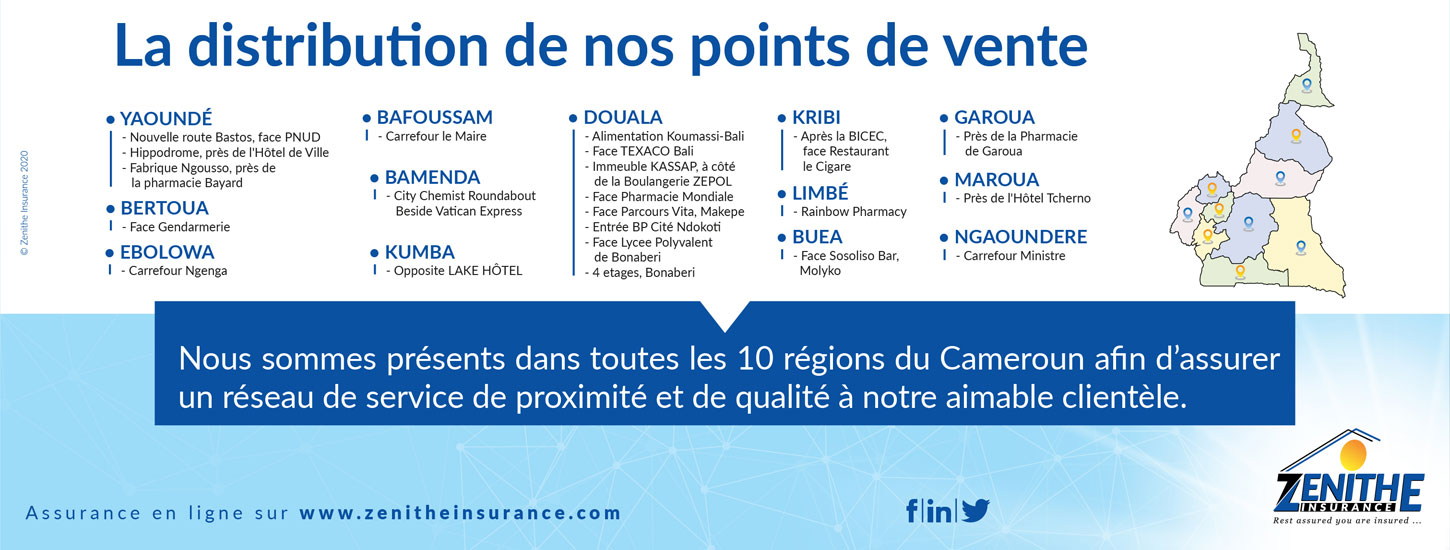 La distribution de nos points de vente
© Zenithe Insurance 2020
• YAOUNDÉ
- Nouvelle route Bastos, face PNUD
- Hippodrome, près de l'Hôtel de Ville
- Fabrique Ngousso, près de
la pharmacie Bayard
• BERTOUA
- Face Gendarmerie
• EBOLOWA
- Carrefour Ngenga
• BAFOUSSAM
- Carrefour le Maire
• BAMENDA
- City Chemist Roundabout
Beside Vatican Express
• KUMBA
- Opposite LAKE HÔTEL
• DOUALA
- Alimentation Koumassi-Bali
- Face TEXACO Bali
- Immeuble KASSAP, à côté
de la Boulangerie ZEPOL
- Face Pharmacie Mondiale
- Face Parcours Vita, Makepe
- Entrée BP Cité Ndokoti
- Face Lycee Polyvalent
de Bonaberi
- 4 etages, Bonaberi
• KRIBI
- Après la BICEC,
face Restaurant
le Cigare
• LIMBÉ
- Rainbow Pharmacy
• BUEA
- Face Sosoliso Bar,
Molyko
• GAROUA
- Près de la Pharmacie
de Garoua
• MAROUA
- Près de l'Hôtel Tcherno
• NGAOUNDERE
- Carrefour Ministre
Nous sommes présents dans toutes les 10 régions du Cameroun afin d’assurer
un réseau de service de proximité et de qualité à notre aimable clientèle.
Assurance en ligne sur www.zenitheinsurance.com
f|in|
ZENITHE
INSURANCE
Rest assured you are insured ...